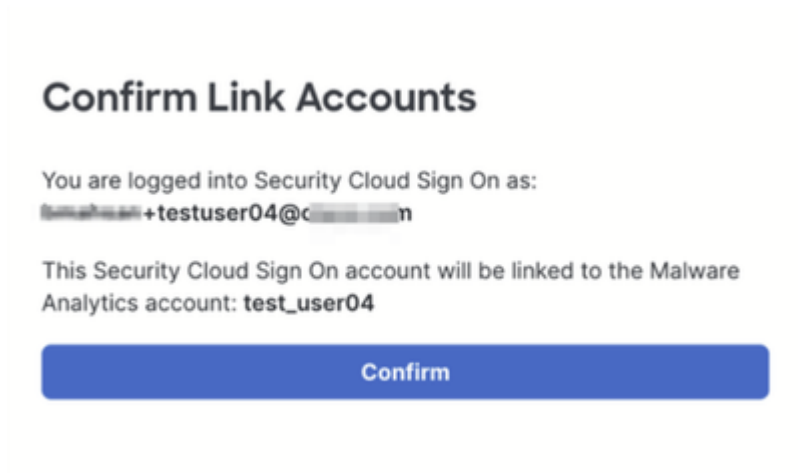 Confirm Link Accounts
You are logged into Security Cloud Sign On as:
+testuser04@c m
This Security Cloud Sign On account will be linked to the Malware
Analytics account: test_user04
Confirm